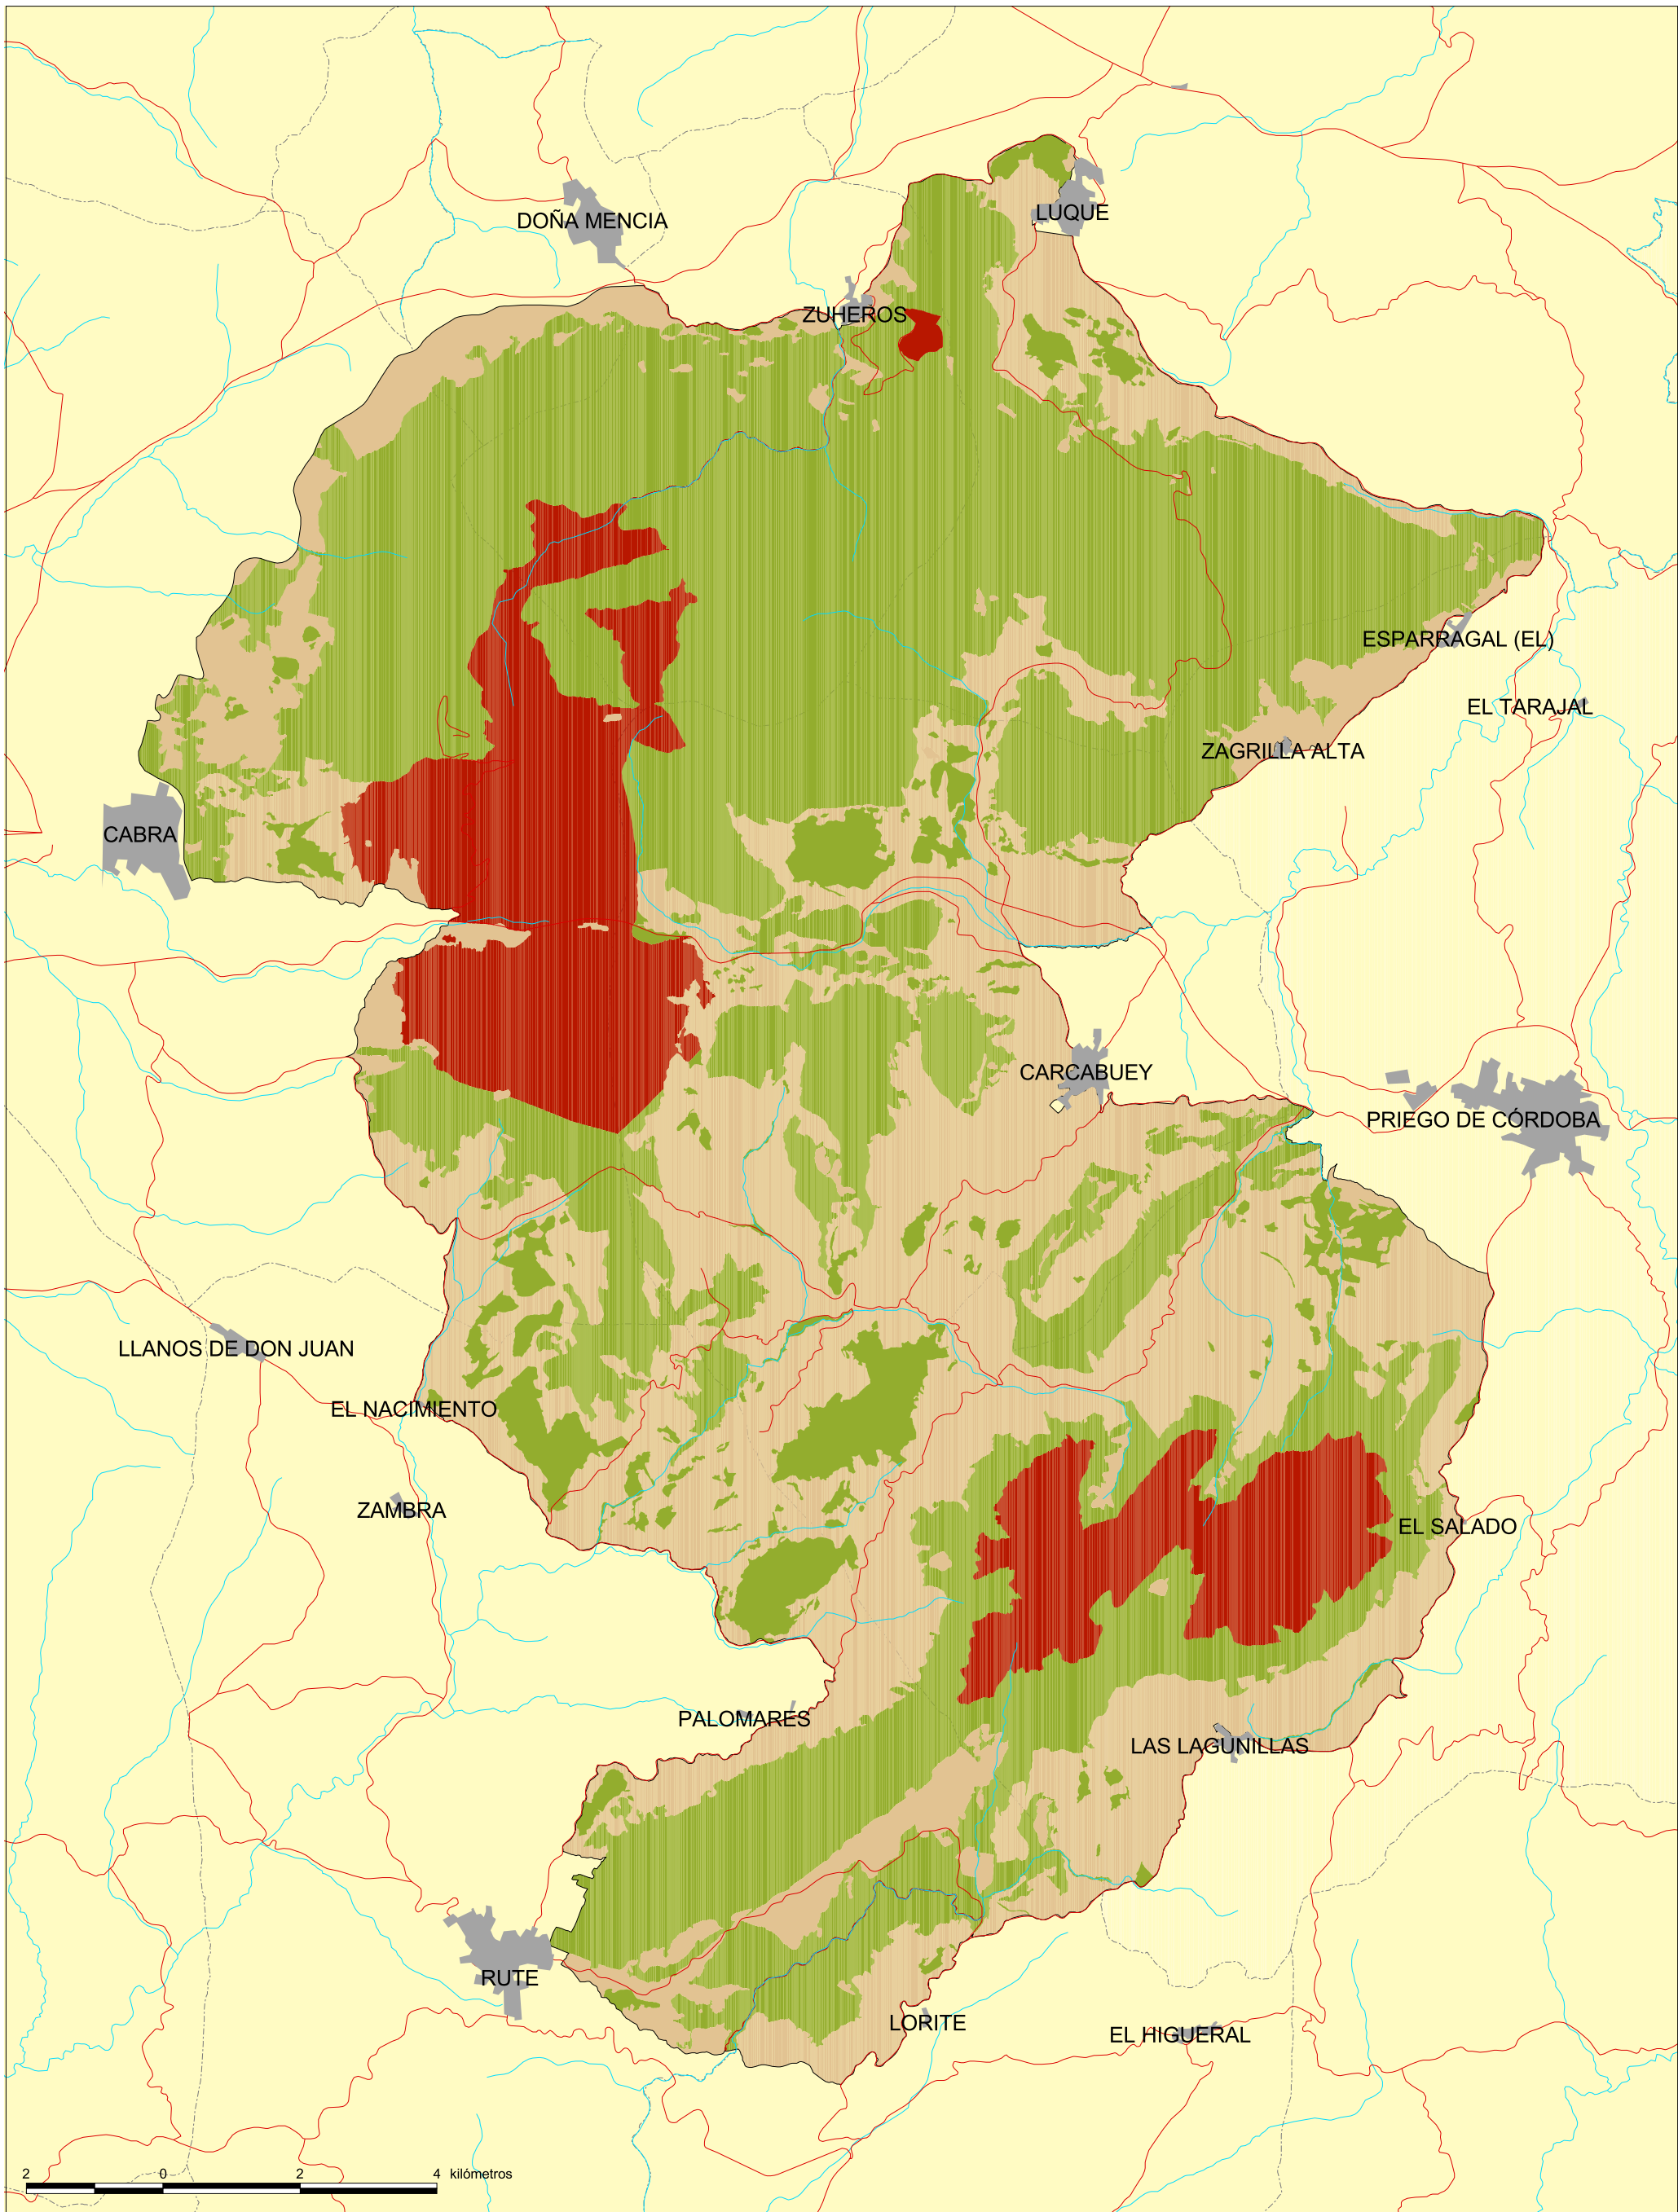 LUQUE
DOÑA MENCIA
ZUHEROS
ESPARRAGAL (EL)
EL TARAJAL
ZAGRILLA ALTA
CABRA
CARCABUEY
PRIEGO DE CÓRDOBA
LLANOS DE DON JUAN
EL NACIMIENTO
ZAMBRA
EL SALADO
PALOMARES
LAS LAGUNILLAS
RUTE
LORITE
EL HIGUERAL
2 0 2 4 kilómetros